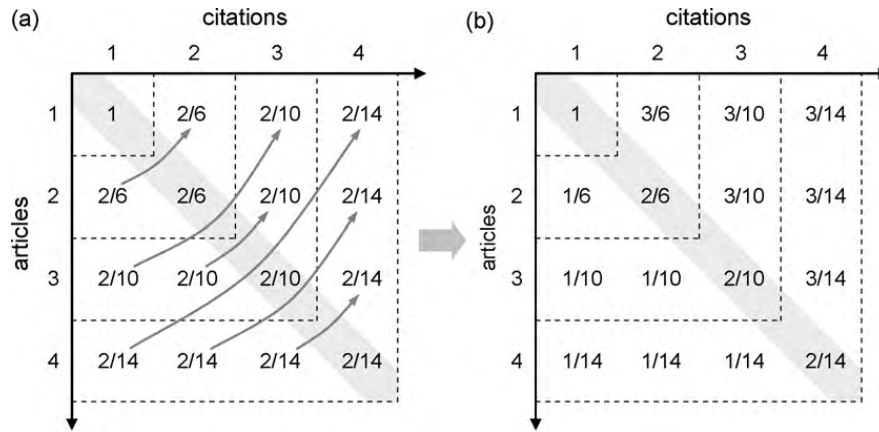 (a) citations
1 2 3 4
1 1 2/6 2/10 2/14
2 2/6 2/6 2/10 2/14
3 2/10 2/10 2/10 2/14
4 2/14 2/14 2/14 2/14
articles
(b) citations
1 2 3 4
1 1 3/6 3/10 3/14
2 1/6 2/6 3/10 3/14
3 1/10 1/10 2/10 3/14
4 1/14 1/14 1/14 2/14
articles